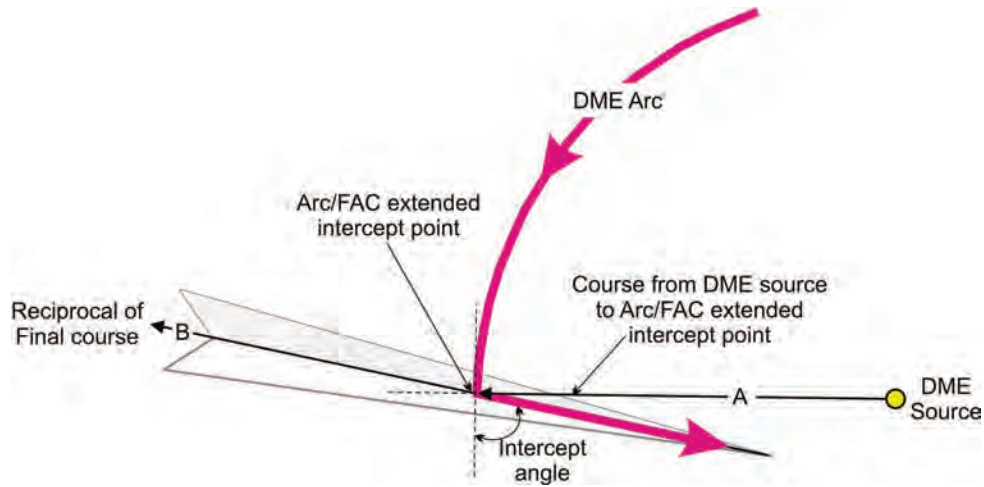 DME Arc
Arc/FAC extended
intercept point
Course from DME source
to Arc/FAC extended
intercept point
Reciprocal of
Final course
B
A
DME
Source
Intercept
angle